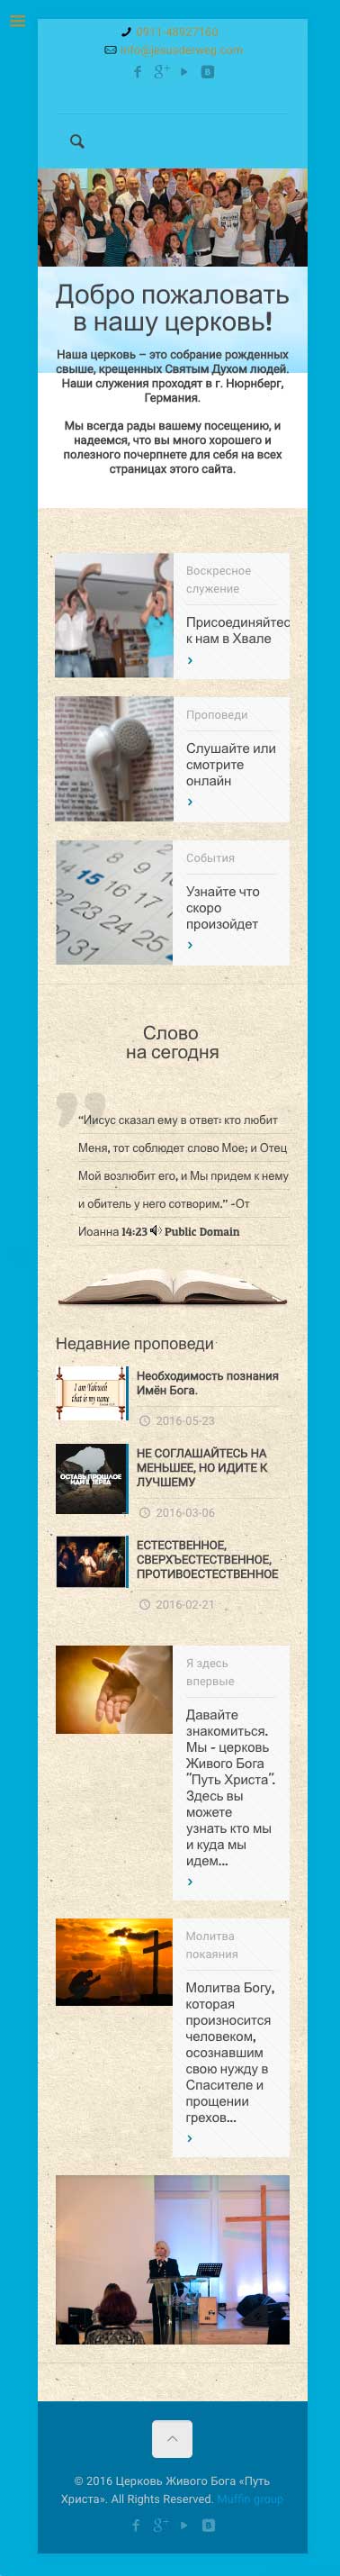 0911-48927160
info@jesusderweg.com
Добро пожаловать
в нашу церковь!
Наша церковь – это собрание рожденных
свыше, крещенных Святым Духом людей.
Наши служения проходят в г. Нюрнберг,
Германия.
Мы всегда рады вашему посещению, и
надеемся, что вы много хорошего и
полезного почерпнете для себя на всех
страницах этого сайта.
Воскресное
служение
Присоединяйтес
к нам в Хвале
Проповеди
Слушайте или
смотрите
онлайн
События
Узнайте что
скоро
произойдет
Слово
на сегодня
“Иисус сказал ему в ответ: кто любит
Меня, тот соблюдет слово Мое; и Отец
Мой возлюбит его, и Мы придем к нему
и обитель у него сотворим.” -От
Иоанна 14:23 Public Domain
Недавние проповеди
I am Yahweh
that is my name
Необходимость познания
Имён Бога.
2016-05-23
ОСТАВЬ ПРОШЛОЕ
НЕ СОГЛАШАЙТЕСЬ НА
МЕНЬШЕЕ, НО ИДИТЕ К
ЛУЧШЕМУ
2016-03-06
ЕСТЕСТВЕННОЕ,
СВЕРХЪЕСТЕСТВЕННОЕ,
ПРОТИВОЕСТЕСТВЕННОЕ
2016-02-21
Я здесь
впервые
Давайте
знакомиться.
Мы - церковь
Живого Бога
"Путь Христа".
Здесь вы
можете
узнать кто мы
и куда мы
идем...
Молитва
покаяния
Молитва Богу,
которая
произносится
человеком,
осознавшим
свою нужду в
Спасителе и
прощении
грехов...
© 2016 Церковь Живого Бога «Путь
Христа». All Rights Reserved. Muffin group